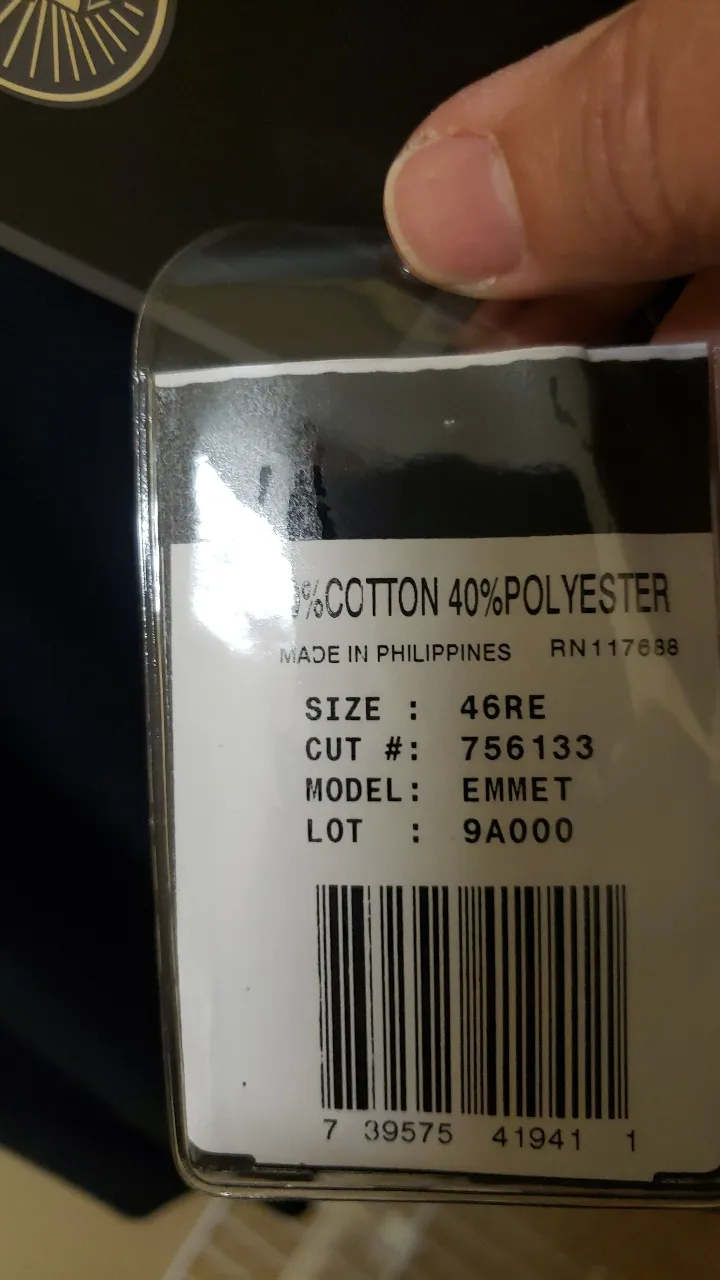 %COTTON 40%POLYESTER
MADE IN PHILIPPINES RN117688
SIZE : 46RE
CUT #: 756133
MODEL: EMMET
LOT : 9A000
7 39575 41941 1